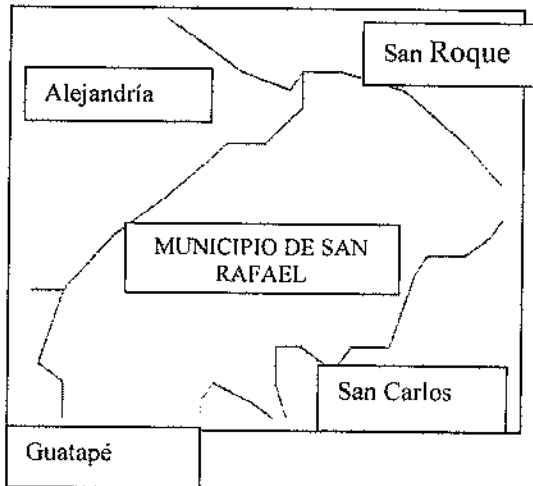 San Roque
Alejandría
MUNICIPIO DE SAN
RAFAEL
San Carlos
Guatapé